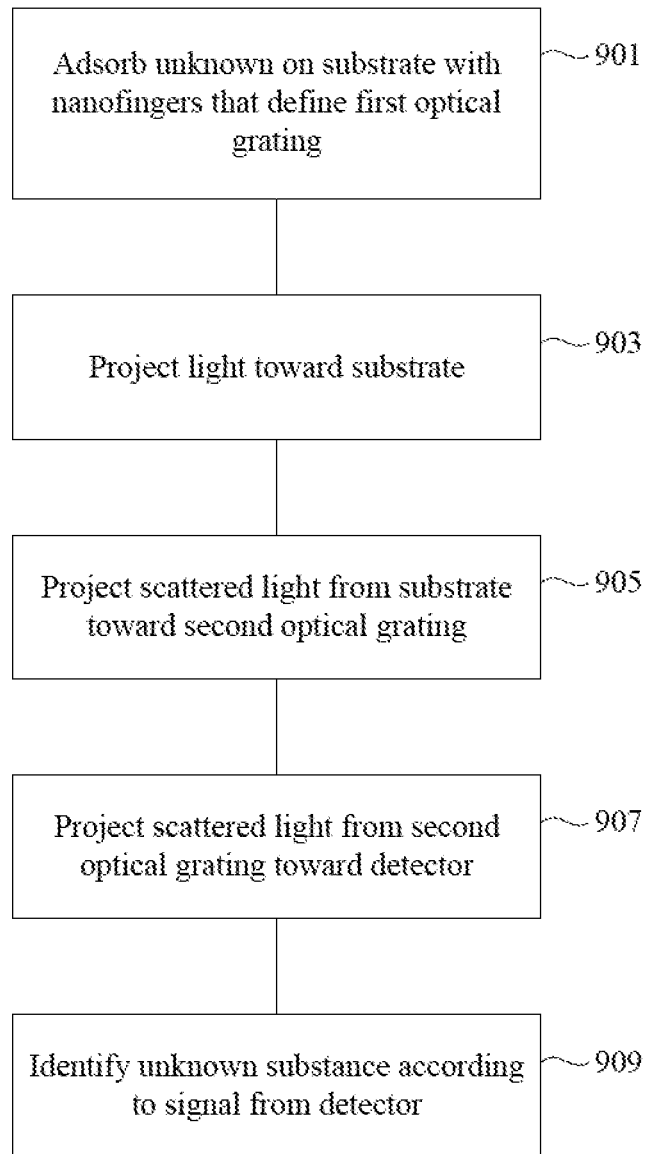 Adsorb unknown on substrate with
nanofingers that define first optical
grating
901
Project light toward substrate
903
Project scattered light from substrate
toward second optical grating
905
Project scattered light from second
optical grating toward detector
907
Identify unknown substance according
to signal from detector
909